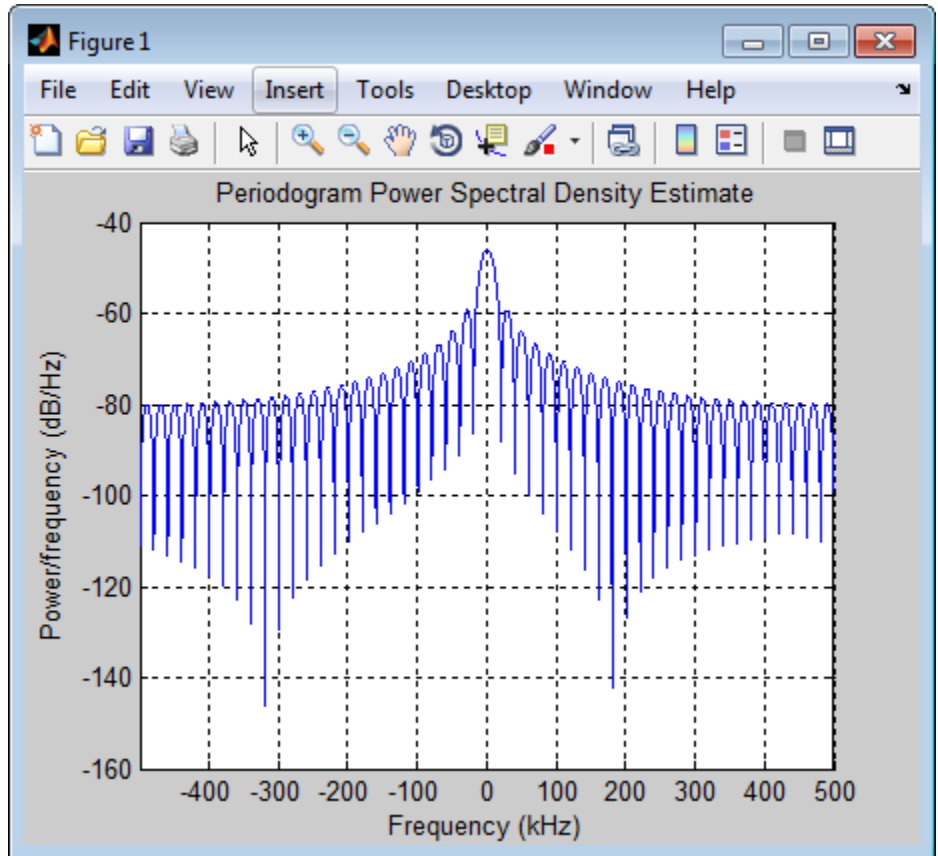 Figure 1
File Edit View Insert Tools Desktop Window Help
Periodogram Power Spectral Density Estimate
-40
-60
-80
-100
-120
-140
-160
Power/frequency (dB/Hz)
-400 -300 -200 -100 0 100 200 300 400 500
Frequency (kHz)